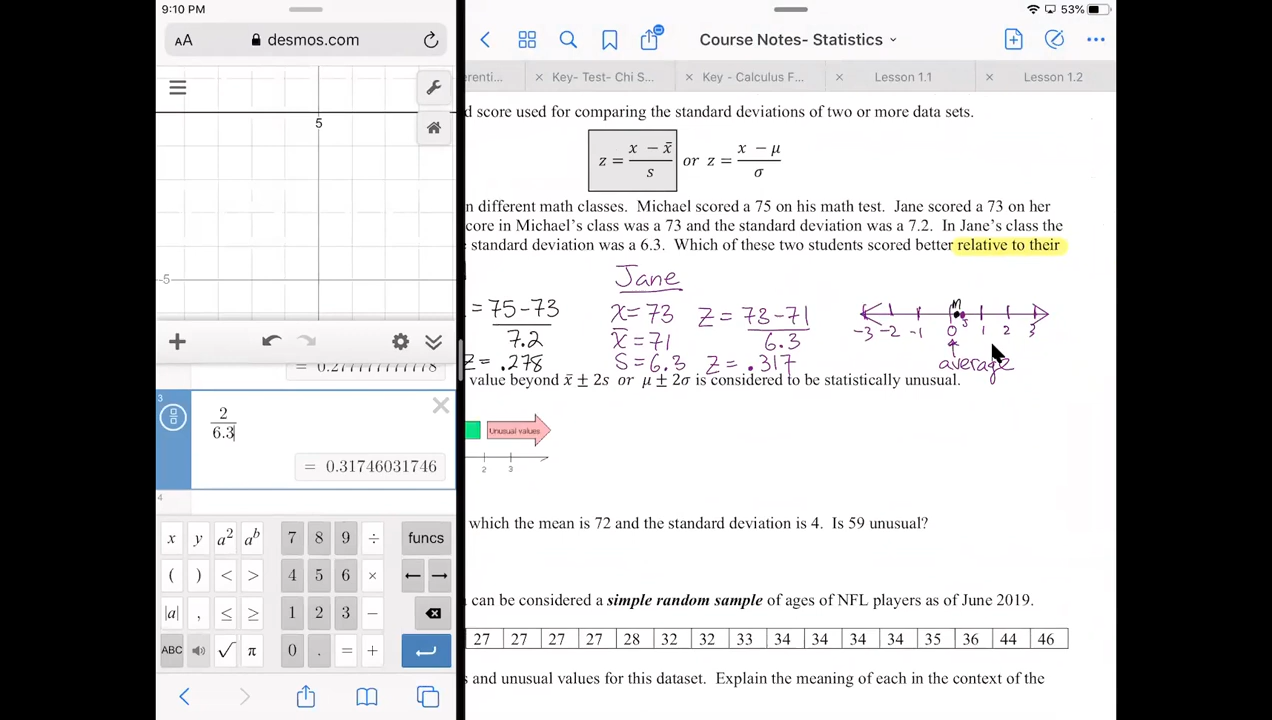 9:10 PM
53%
AA
desmos.com
Course Notes- Statistics
erenti...
Key- Test- Chi S...
Key - Calculus F...
Lesson 1.1
Lesson 1.2
5
-5
d score used for comparing the standard deviations of two or more data sets.
z = (x − x̄)/s or z = (x − μ)/σ
n different math classes. Michael scored a 75 on his math test. Jane scored a 73 on her
core in Michael's class was a 73 and the standard deviation was a 7.2. In Jane's class the
standard deviation was a 6.3. Which of these two students scored better relative to their
Jane
= (75-73)/7.2
z = .278
x = 73
x̄ = 71
S = 6.3
Z = (73-71)/6.3
Z = .317
m
s
-3 -2 -1 0 1 2 3
average
value beyond x̄ ± 2s or μ ± 2σ is considered to be statistically unusual.
Unusual values
2 3
which the mean is 72 and the standard deviation is 4. Is 59 unusual?
can be considered a simple random sample of ages of NFL players as of June 2019.
27 27 27 27 28 32 32 33 34 34 34 34 35 36 44 46
s and unusual values for this dataset. Explain the meaning of each in the context of the
= 0.277777777778
3
2/6.3
= 0.31746031746
4
x y a² aᵇ 7 8 9 ÷ funcs
( ) < > 4 5 6 × ← →
|a| , ≤ ≥ 1 2 3 −
ABC √ π 0 . = +